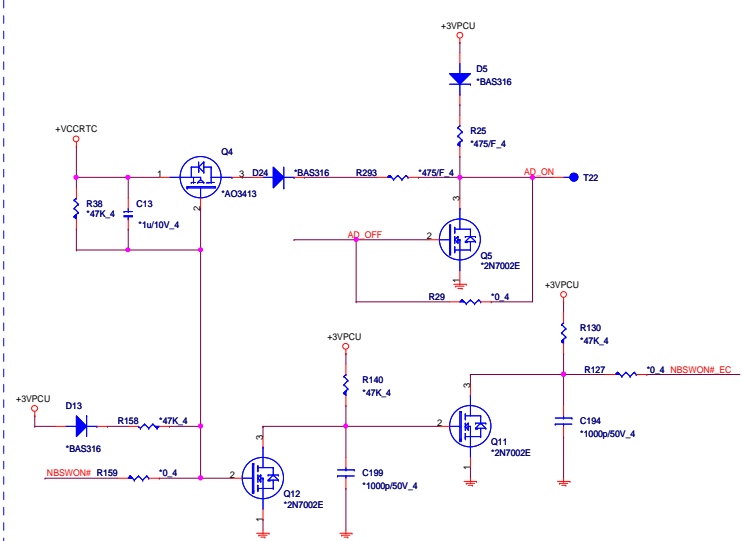 +3VPCU
D5
*BAS316
+VCCRTC
Q4
R25
*475/F_4
1
3
D24
*BAS316
R293
*475/F_4
AD_ON
T22
*AO3413
2
R38
*47K_4
C13
*1u/10V_4
3
AD_OFF
2
Q5
*2N7002E
1
R29
*0_4
+3VPCU
R130
*47K_4
+3VPCU
R127
*0_4
NBSWON#_EC
R140
*47K_4
+3VPCU
D13
R158
*47K_4
*BAS316
3
2
Q11
*2N7002E
1
C194
*1000p/50V_4
3
NBSWON#
R159
*0_4
2
Q12
*2N7002E
1
C199
*1000p/50V_4